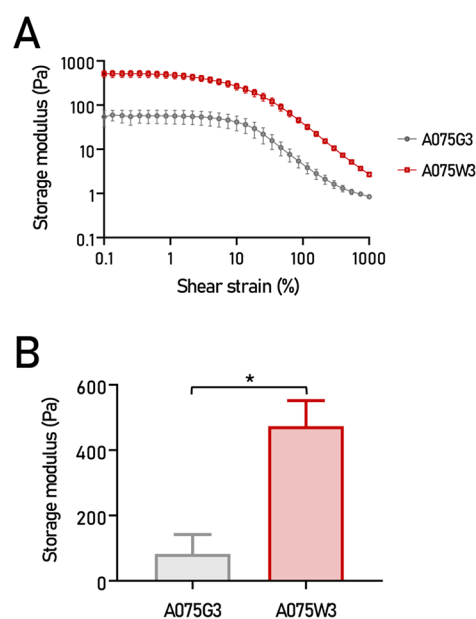 A
Storage modulus (Pa)
1000
100
10
1
0.1
0.1 1 10 100 1000
Shear strain (%)
A075G3
A075W3
B
Storage modulus (Pa)
600
400
200
0
*
A075G3 A075W3